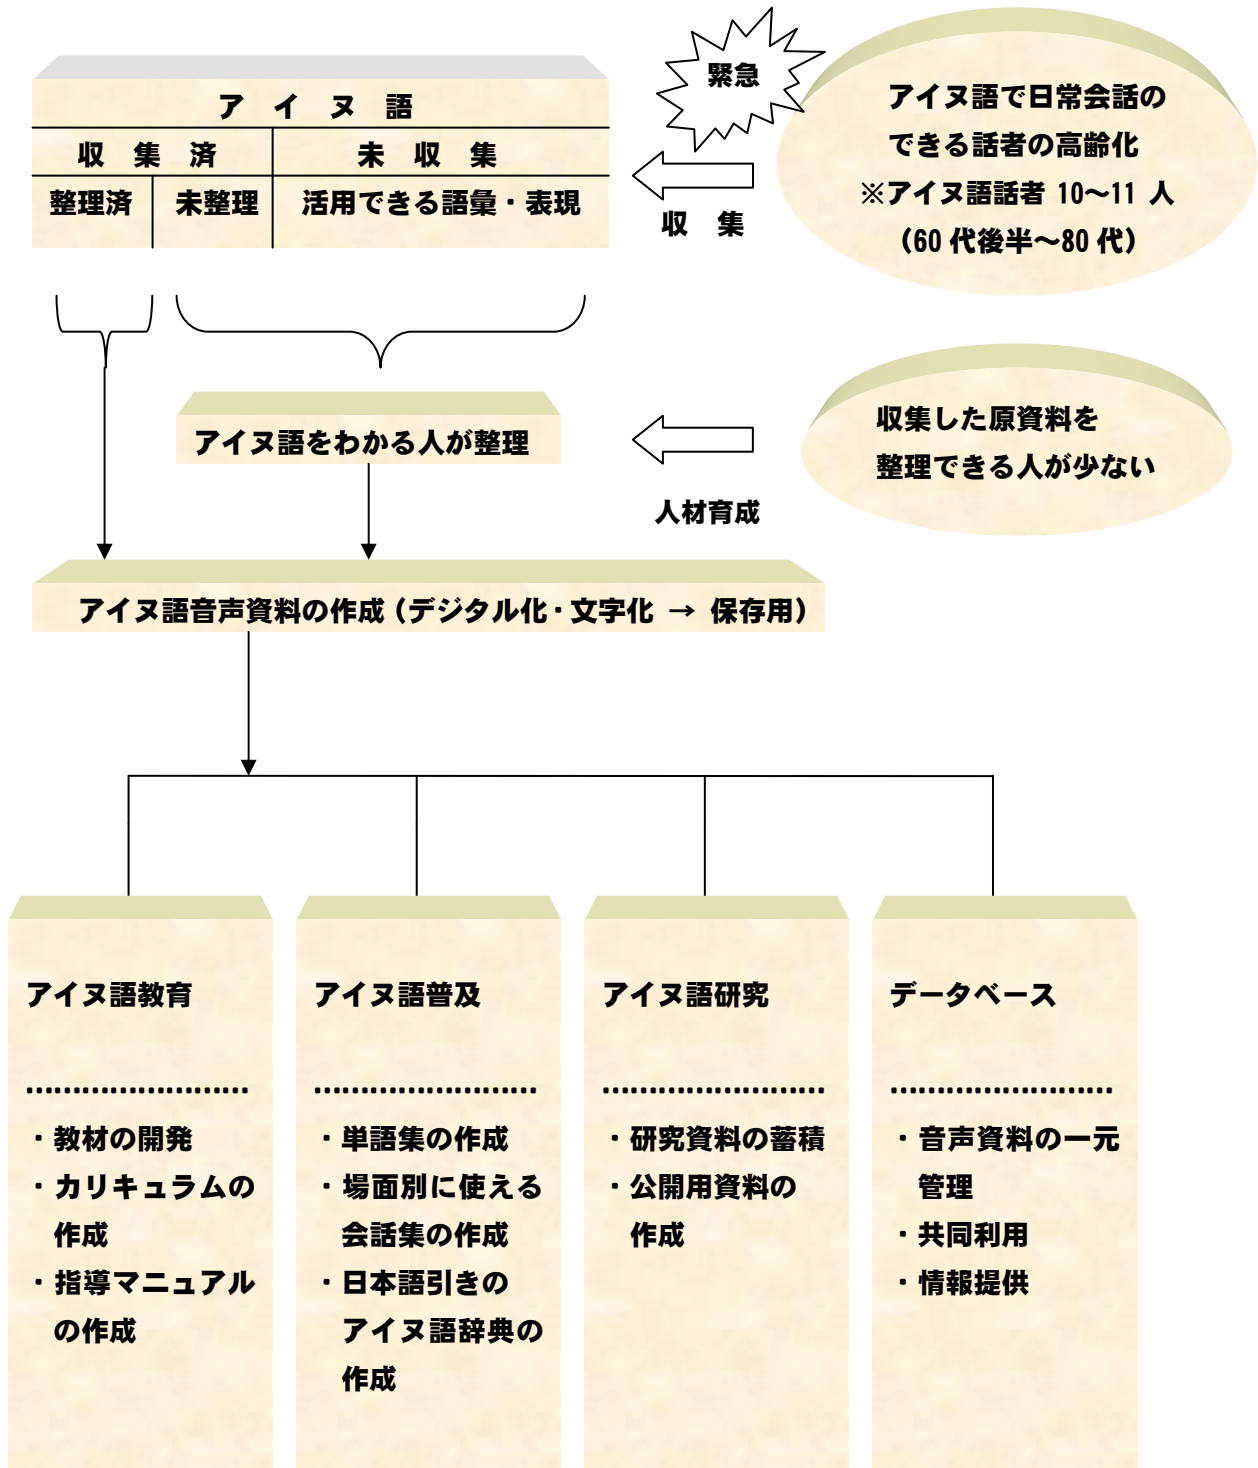 緊急
アイヌ語で日常会話の
できる話者の高齢化
※アイヌ語話者 10～11 人
（60 代後半～80 代）
ア イ ヌ 語
収 集 済
未 収 集
整理済
未整理
活用できる語彙・表現
収 集
アイヌ語をわかる人が整理
収集した原資料を
整理できる人が少ない
人材育成
アイヌ語音声資料の作成（デジタル化・文字化 → 保存用）
アイヌ語教育
……………………
・教材の開発
・カリキュラムの
作成
・指導マニュアル
の作成
アイヌ語普及
……………………
・単語集の作成
・場面別に使える
会話集の作成
・日本語引きの
アイヌ語辞典の
作成
アイヌ語研究
……………………
・研究資料の蓄積
・公開用資料の
作成
データベース
……………………
・音声資料の一元
管理
・共同利用
・情報提供